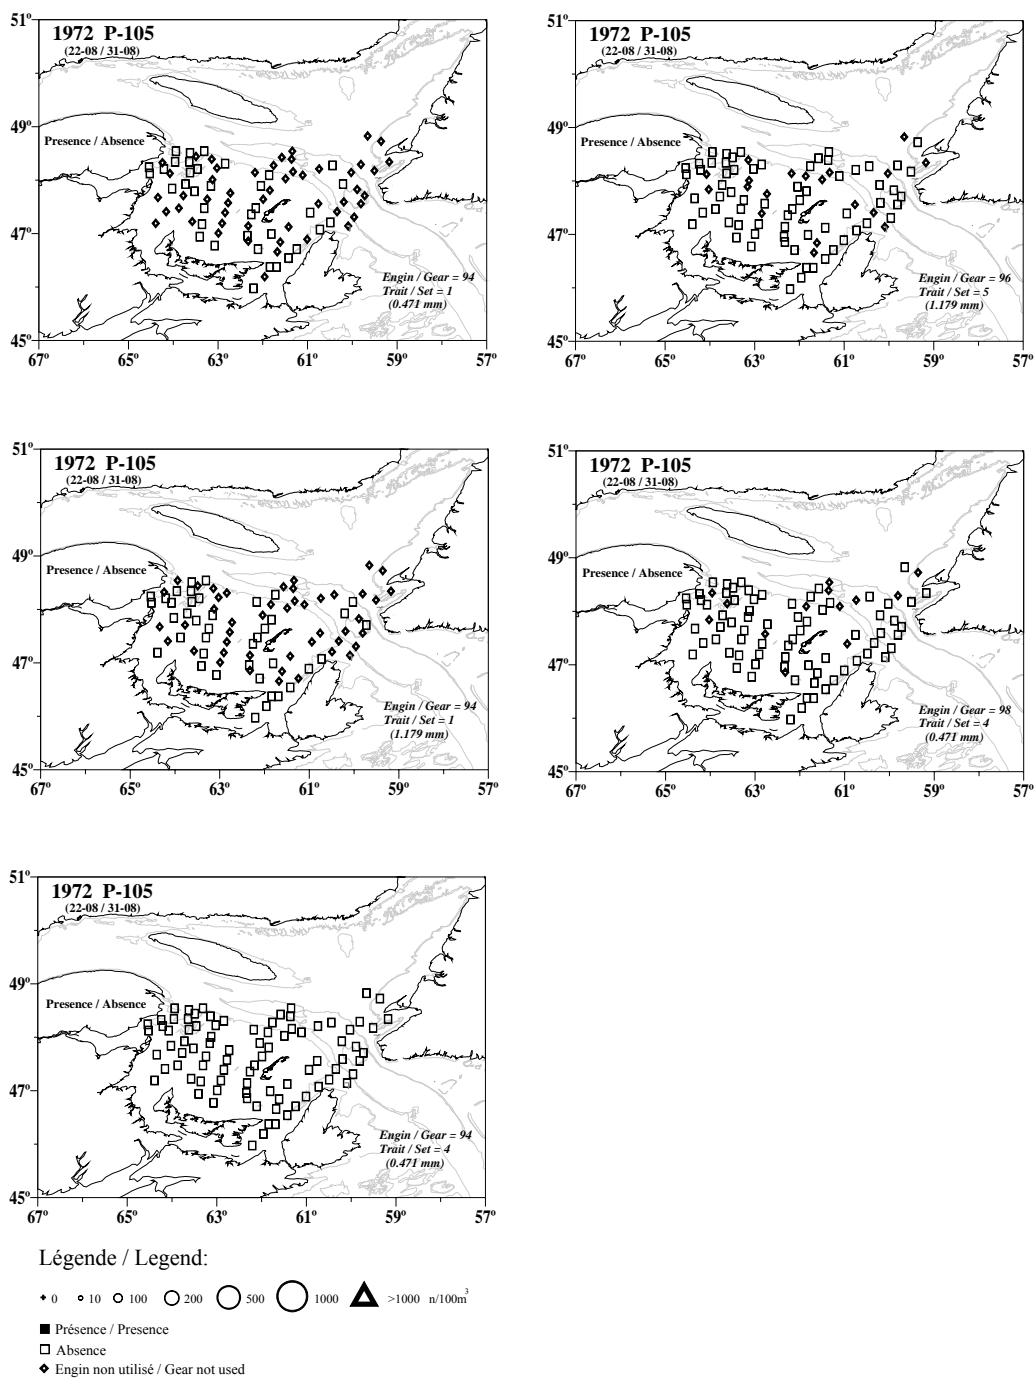 1972 P-105
(22-08 / 31-08)
Presence / Absence
Engin / Gear = 94
Trait / Set = 1
(0.471 mm)
51º
49º
47º
45º
67º 65º 63º 61º 59º 57º
1972 P-105
(22-08 / 31-08)
Presence / Absence
Engin / Gear = 96
Trait / Set = 5
(1.179 mm)
51º
49º
47º
45º
67º 65º 63º 61º 59º 57º
1972 P-105
(22-08 / 31-08)
Presence / Absence
Engin / Gear = 94
Trait / Set = 1
(1.179 mm)
51º
49º
47º
45º
67º 65º 63º 61º 59º 57º
1972 P-105
(22-08 / 31-08)
Presence / Absence
Engin / Gear = 98
Trait / Set = 4
(0.471 mm)
51º
49º
47º
45º
67º 65º 63º 61º 59º 57º
1972 P-105
(22-08 / 31-08)
Presence / Absence
Engin / Gear = 94
Trait / Set = 4
(0.471 mm)
51º
49º
47º
45º
67º 65º 63º 61º 59º 57º
Légende / Legend:
0 10 100 200 500 1000 >1000 n/100m³
Présence / Presence
Absence
Engin non utilisé / Gear not used